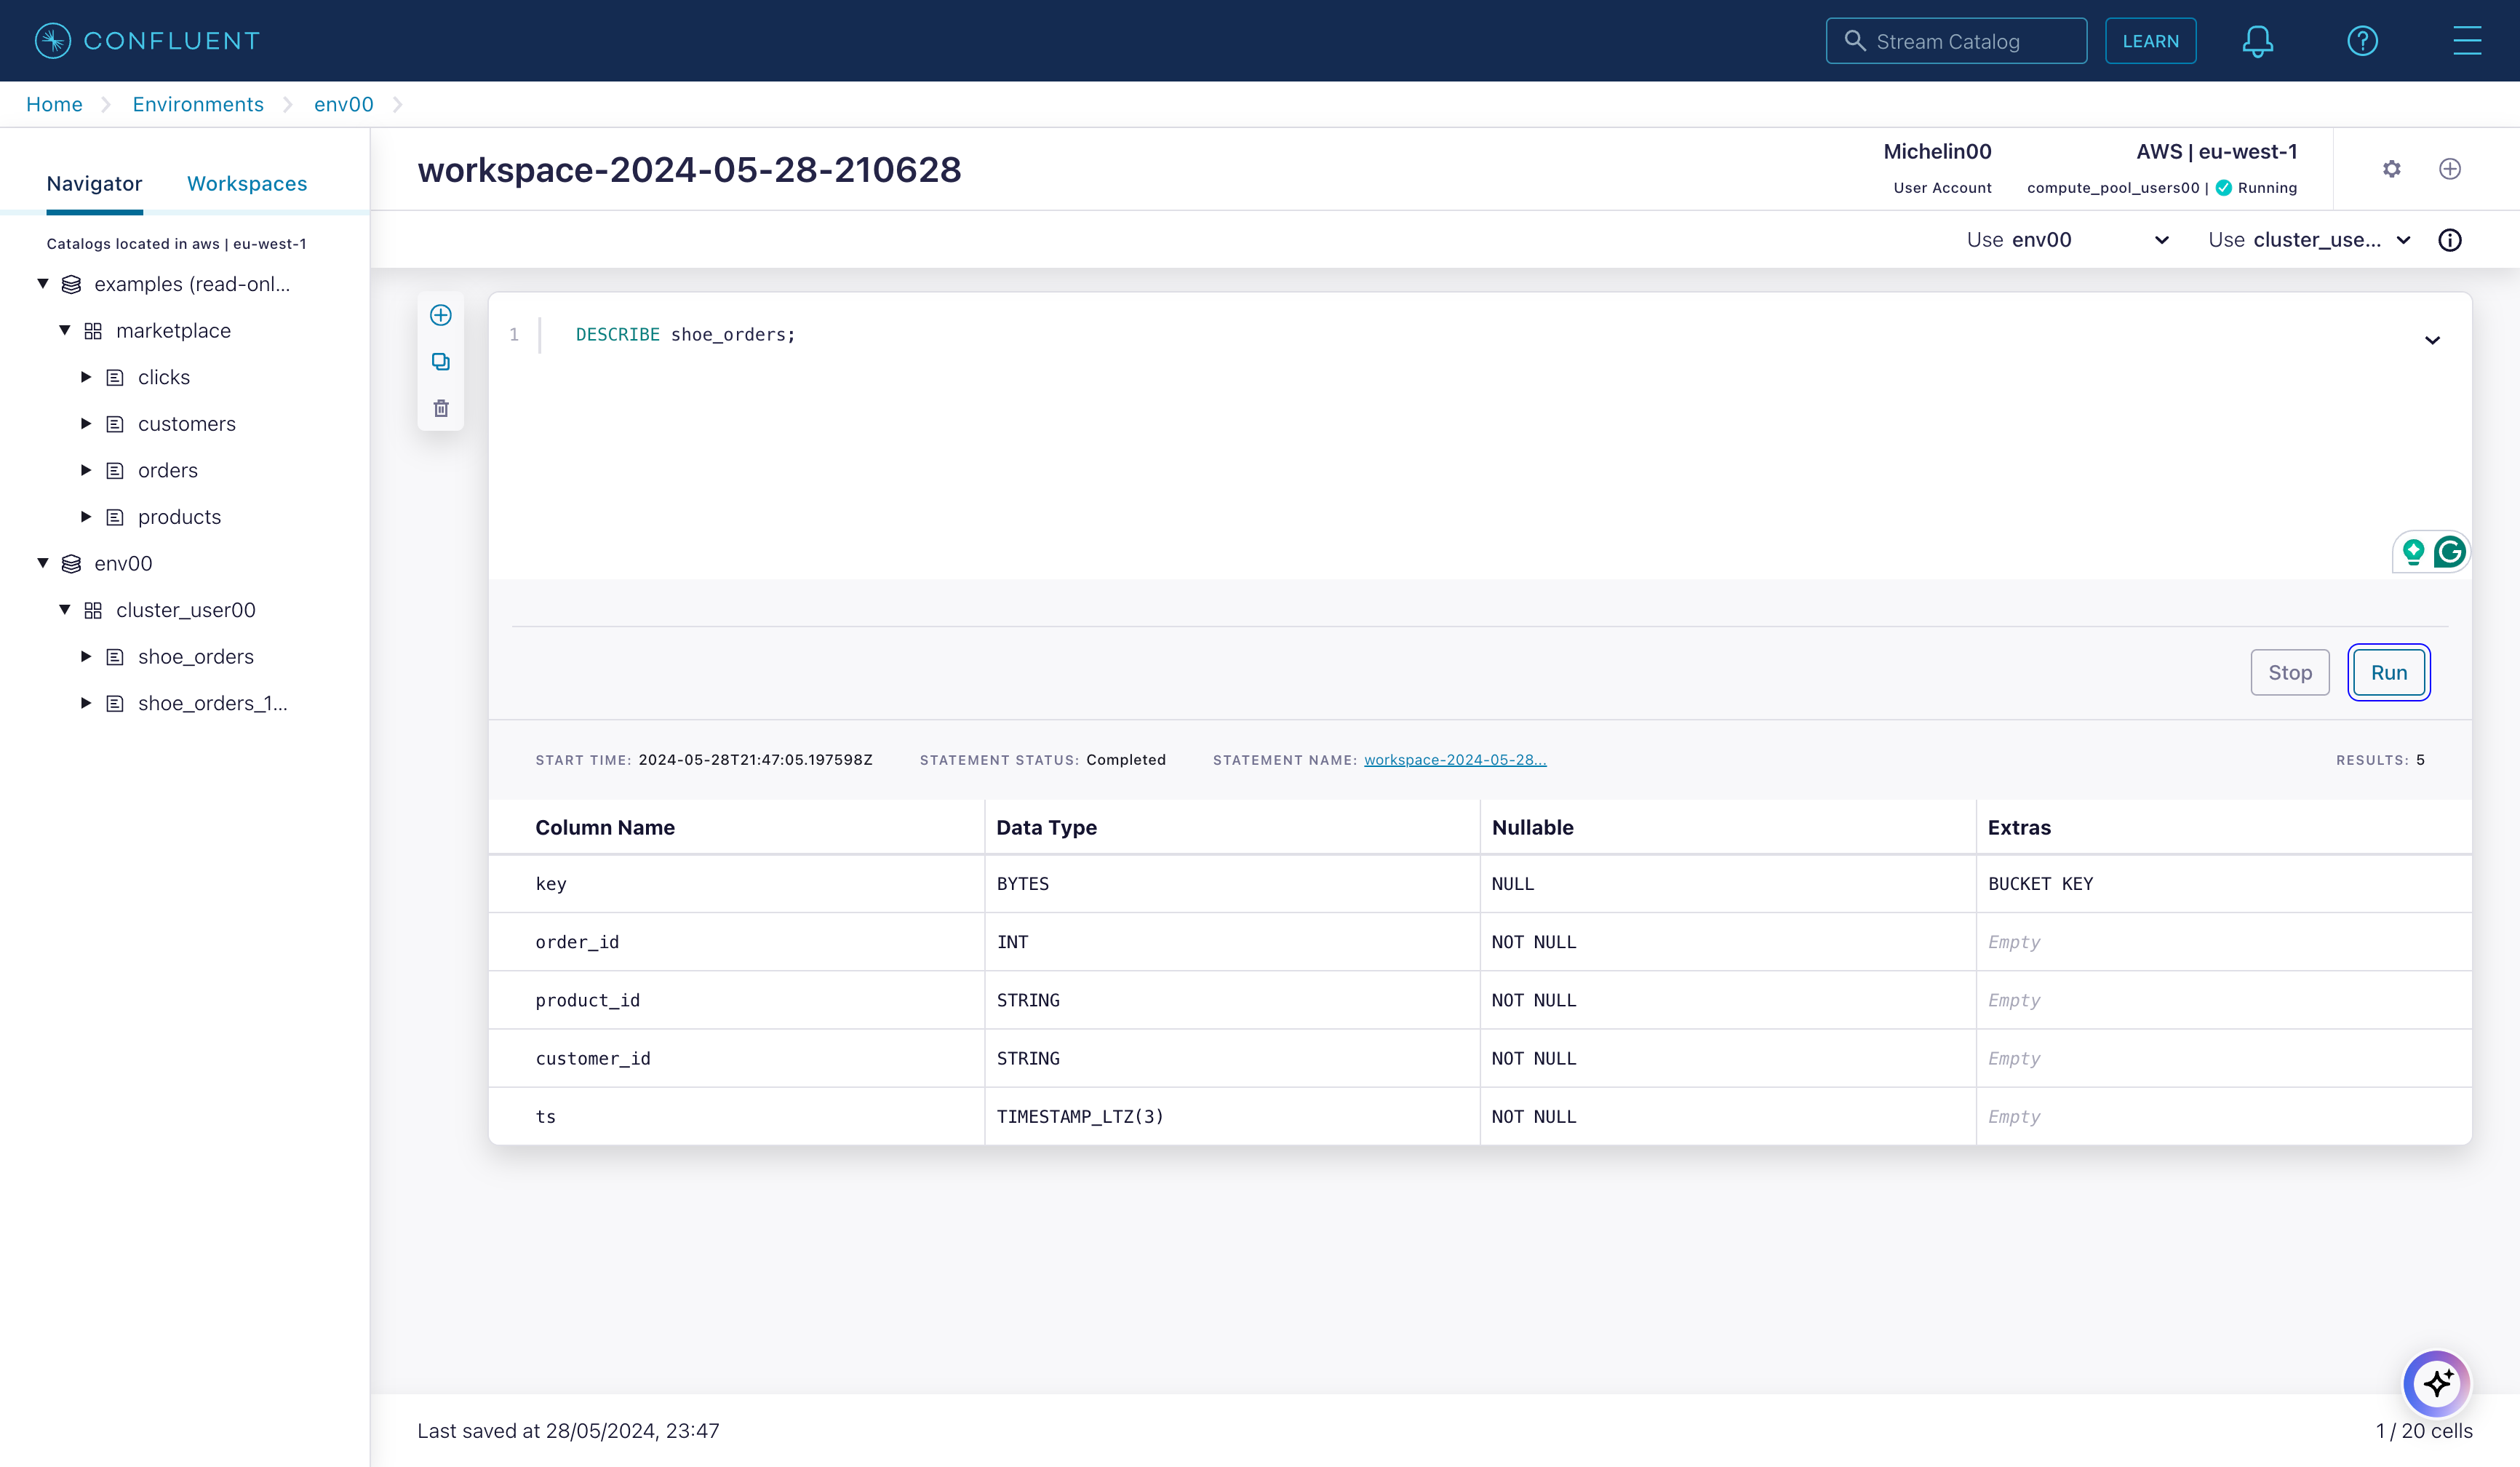 CONFLUENT
Stream Catalog
LEARN
Home
Environments
env00
Navigator
Workspaces
Catalogs located in aws | eu-west-1
examples (read-onl...
marketplace
clicks
customers
orders
products
env00
cluster_user00
shoe_orders
shoe_orders_1...
workspace-2024-05-28-210628
Michelin00
User Account
AWS | eu-west-1
compute_pool_users00 | Running
Use env00
Use cluster_use...
1 DESCRIBE shoe_orders;
Stop
Run
START TIME: 2024-05-28T21:47:05.197598Z STATEMENT STATUS: Completed STATEMENT NAME: workspace-2024-05-28... RESULTS: 5
Column Name Data Type Nullable Extras
key BYTES NULL BUCKET KEY
order_id INT NOT NULL Empty
product_id STRING NOT NULL Empty
customer_id STRING NOT NULL Empty
ts TIMESTAMP_LTZ(3) NOT NULL Empty
Last saved at 28/05/2024, 23:47
1 / 20 cells